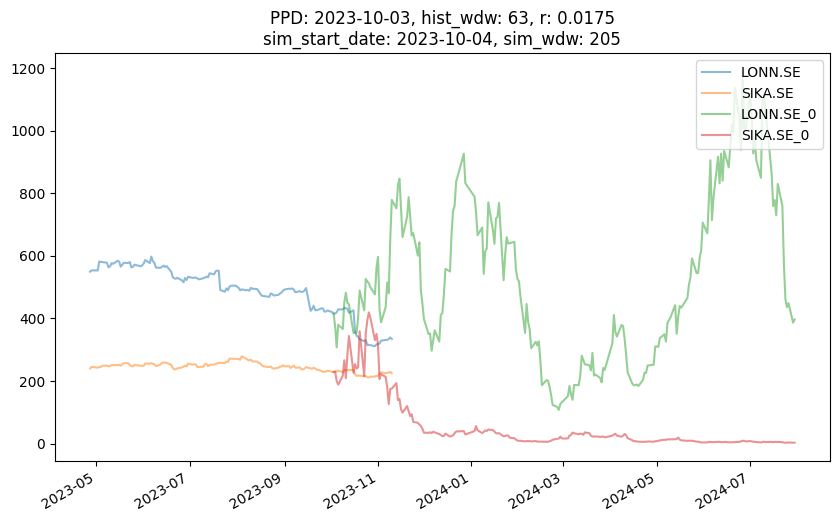 PPD: 2023-10-03, hist_wdw: 63, r: 0.0175
sim_start_date: 2023-10-04, sim_wdw: 205
1200
1000
800
600
400
200
0
LONN.SE
SIKA.SE
LONN.SE_0
SIKA.SE_0
2023-05
2023-07
2023-09
2023-11
2024-01
2024-03
2024-05
2024-07